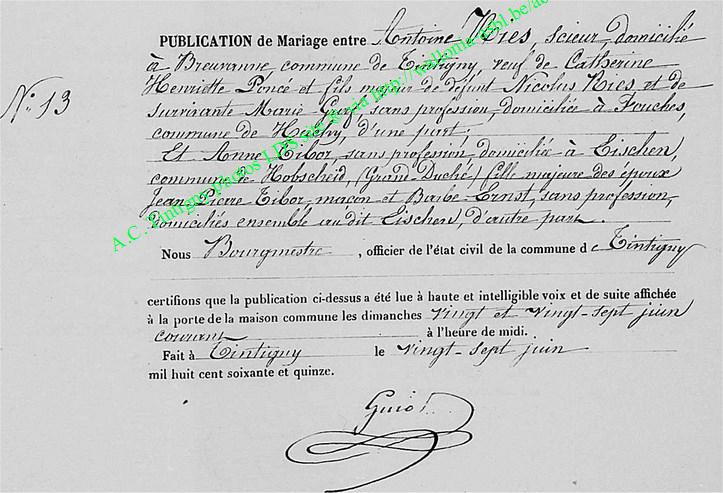 PUBLICATION de Mariage entre Antoine Kries, scieur, domicilié
à Breuvanne, commune de Tintigny, veuf de Catherine
N° 13
Henriette Poncé et fils majeur de défunt Nicolas Kries et de
survivante Marie sans profession, domiciliée à Fouches,
commune de Hachy, d'une part;
Et Anne Tibor, sans profession domiciliée à Eischen,
commune de Hobscheid, (Grand-Duché) fille majeure des époux
Jean Pierre Tibor, maçon et Barbe Ernst, sans profession,
domiciliés ensemble au dit Eischen, d'autre part.
Nous Bourgmestre, officier de l'état civil de la commune de Tintigny
certifions que la publication ci-dessus a été lue à haute et intelligible voix et de suite affichée
à la porte de la maison commune les dimanches vingt et vingt-sept juin
courant à l'heure de midi.
Fait à Tintigny le vingt-sept juin
mil huit cent soixante et quinze.